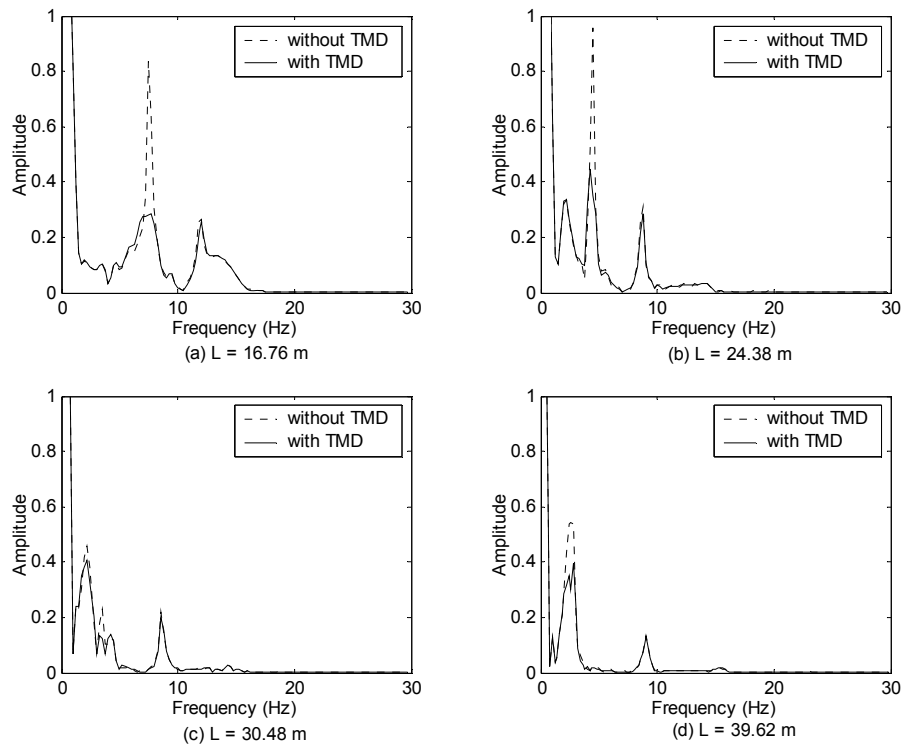 1
0.8
0.6
0.4
0.2
0
Amplitude
without TMD
with TMD
0 10 20 30
Frequency (Hz)
(a) L = 16.76 m
1
0.8
0.6
0.4
0.2
0
Amplitude
without TMD
with TMD
0 10 20 30
Frequency (Hz)
(b) L = 24.38 m
1
0.8
0.6
0.4
0.2
0
Amplitude
without TMD
with TMD
0 10 20 30
Frequency (Hz)
(c) L = 30.48 m
1
0.8
0.6
0.4
0.2
0
Amplitude
without TMD
with TMD
0 10 20 30
Frequency (Hz)
(d) L = 39.62 m